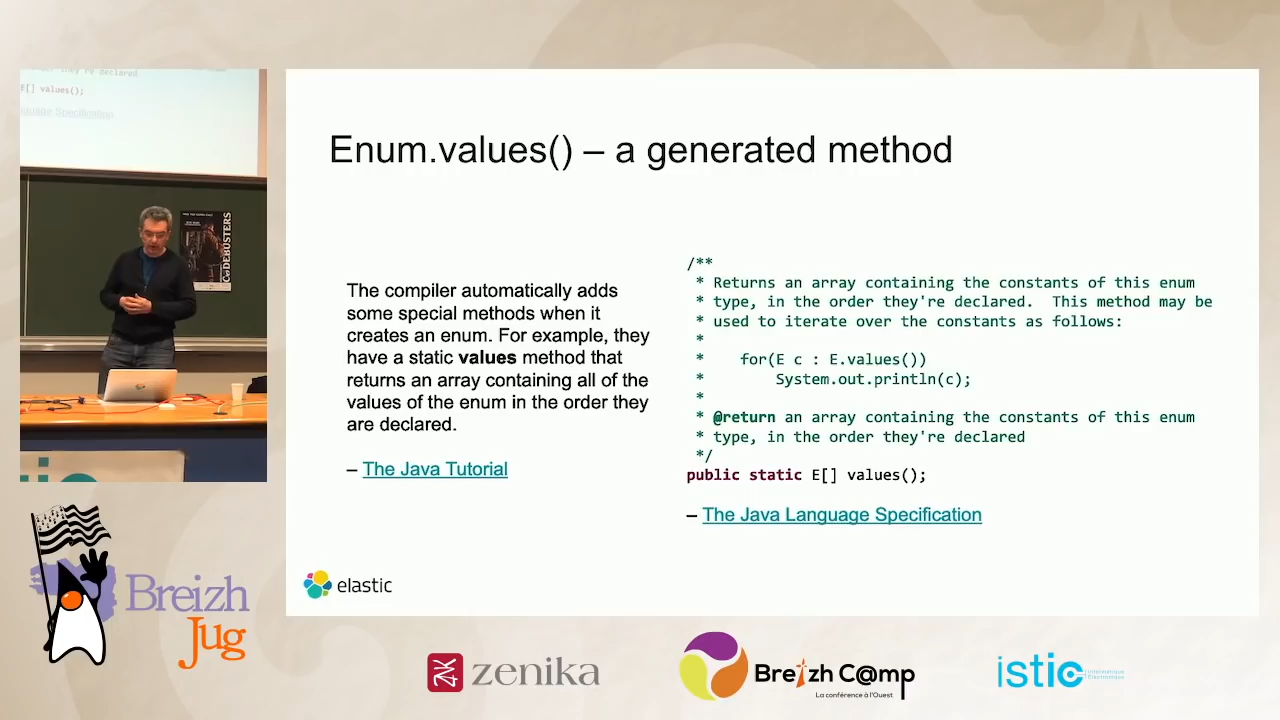 E[] values();
CODEBUSTERS
Enum.values() – a generated method
The compiler automatically adds
some special methods when it
creates an enum. For example, they
have a static values method that
returns an array containing all of the
values of the enum in the order they
are declared.
– The Java Tutorial
/**
* Returns an array containing the constants of this enum
* type, in the order they're declared.  This method may be
* used to iterate over the constants as follows:
*
*    for(E c : E.values())
*        System.out.println(c);
*
* @return an array containing the constants of this enum
* type, in the order they're declared
*/
public static E[] values();
– The Java Language Specification
elastic
Breizh
Jug
zenika
Breizh C@mp
La conférence à l'Ouest
istic